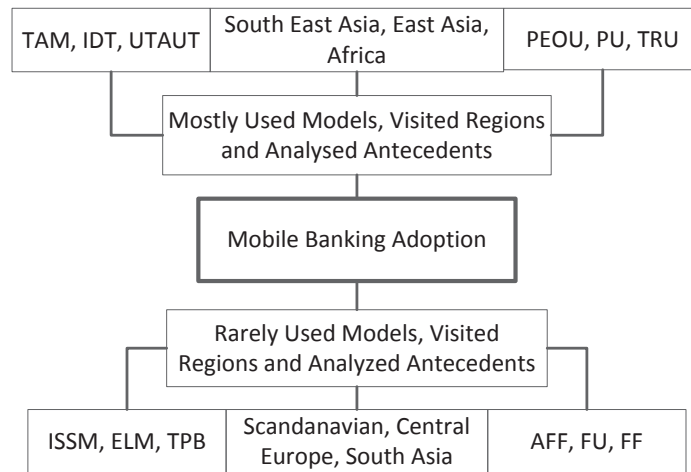 TAM, IDT, UTAUT
South East Asia, East Asia,
Africa
PEOU, PU, TRU
Mostly Used Models, Visited Regions
and Analysed Antecedents
Mobile Banking Adoption
Rarely Used Models, Visited
Regions and Analyzed Antecedents
ISSM, ELM, TPB
Scandanavian, Central
Europe, South Asia
AFF, FU, FF